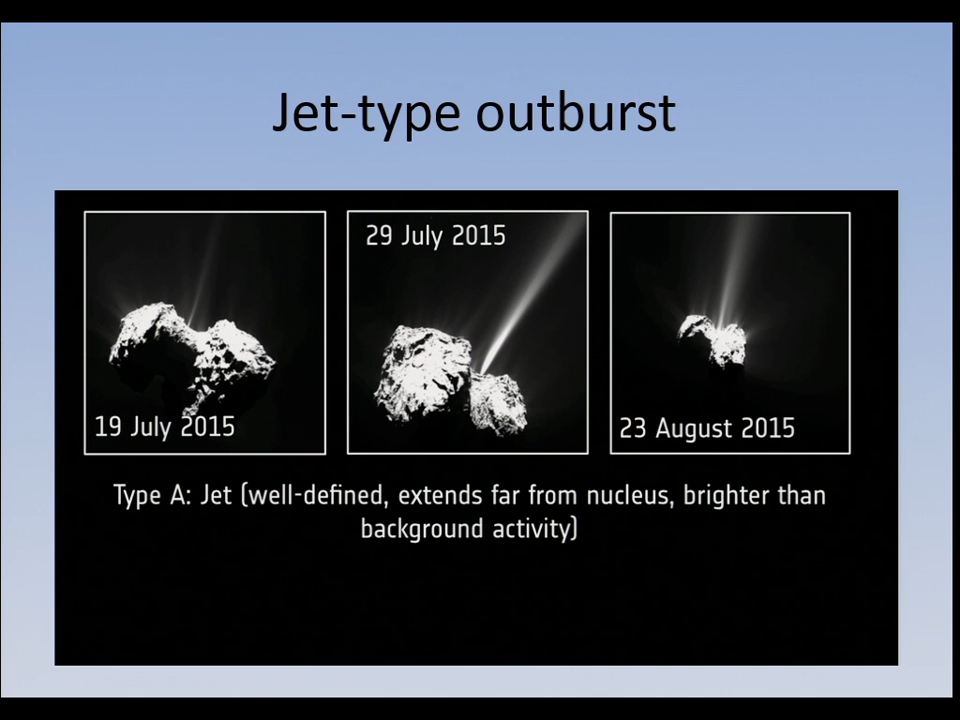 Jet-type outburst
29 July 2015
19 July 2015
23 August 2015
Type A: Jet (well-defined, extends far from nucleus, brighter than
background activity)